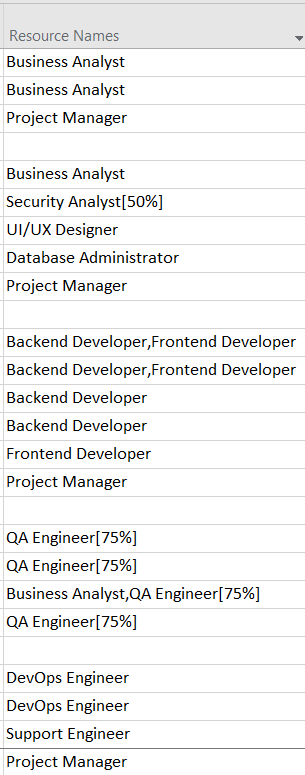 Resource Names
Business Analyst
Business Analyst
Project Manager
Business Analyst
Security Analyst[50%]
UI/UX Designer
Database Administrator
Project Manager
Backend Developer,Frontend Developer
Backend Developer,Frontend Developer
Backend Developer
Backend Developer
Frontend Developer
Project Manager
QA Engineer[75%]
QA Engineer[75%]
Business Analyst,QA Engineer[75%]
QA Engineer[75%]
DevOps Engineer
DevOps Engineer
Support Engineer
Project Manager